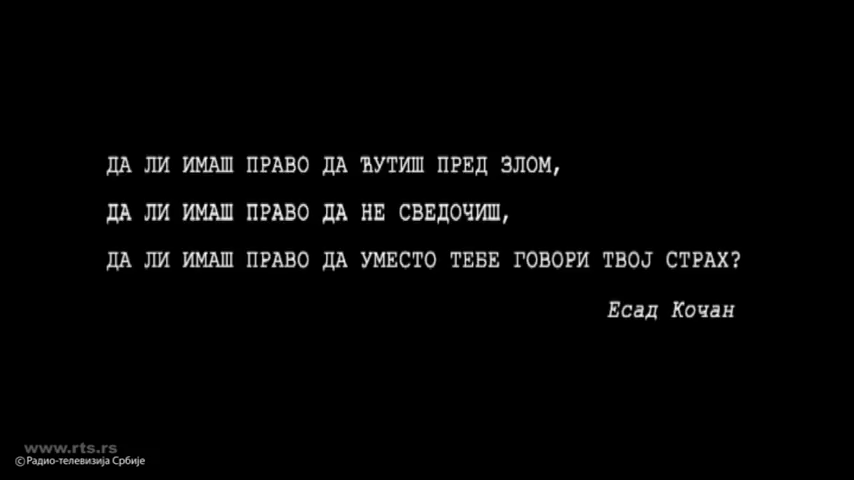 ДА ЛИ ИМАШ ПРАВО ДА ЋУТИШ ПРЕД ЗЛОМ,
ДА ЛИ ИМАШ ПРАВО ДА НЕ СВЕДОЧИШ,
ДА ЛИ ИМАШ ПРАВО ДА УМЕСТО ТЕБЕ ГОВОРИ ТВОЈ СТРАХ?
Есад Кочан
www.rts.rs
©Радио-телевизија Србије